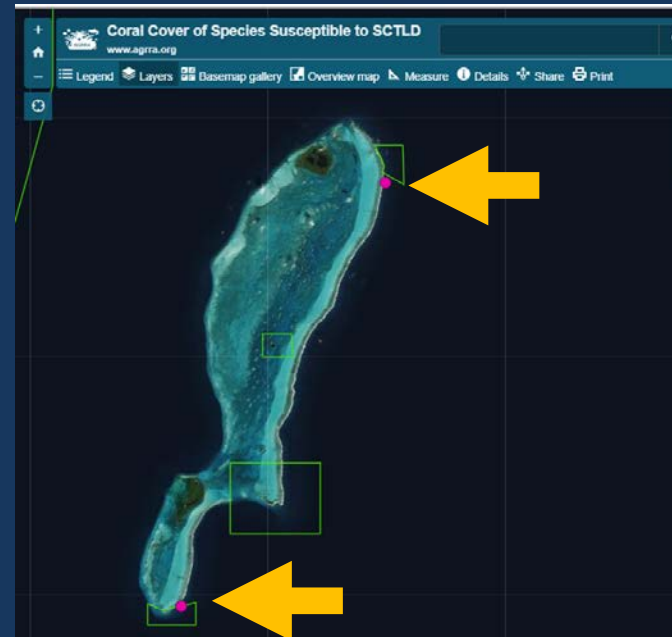 Coral Cover of Species Susceptible to SCTLD
AGRRA
www.agrra.org
Legend Layers Basemap gallery Overview map Measure Details Share Print